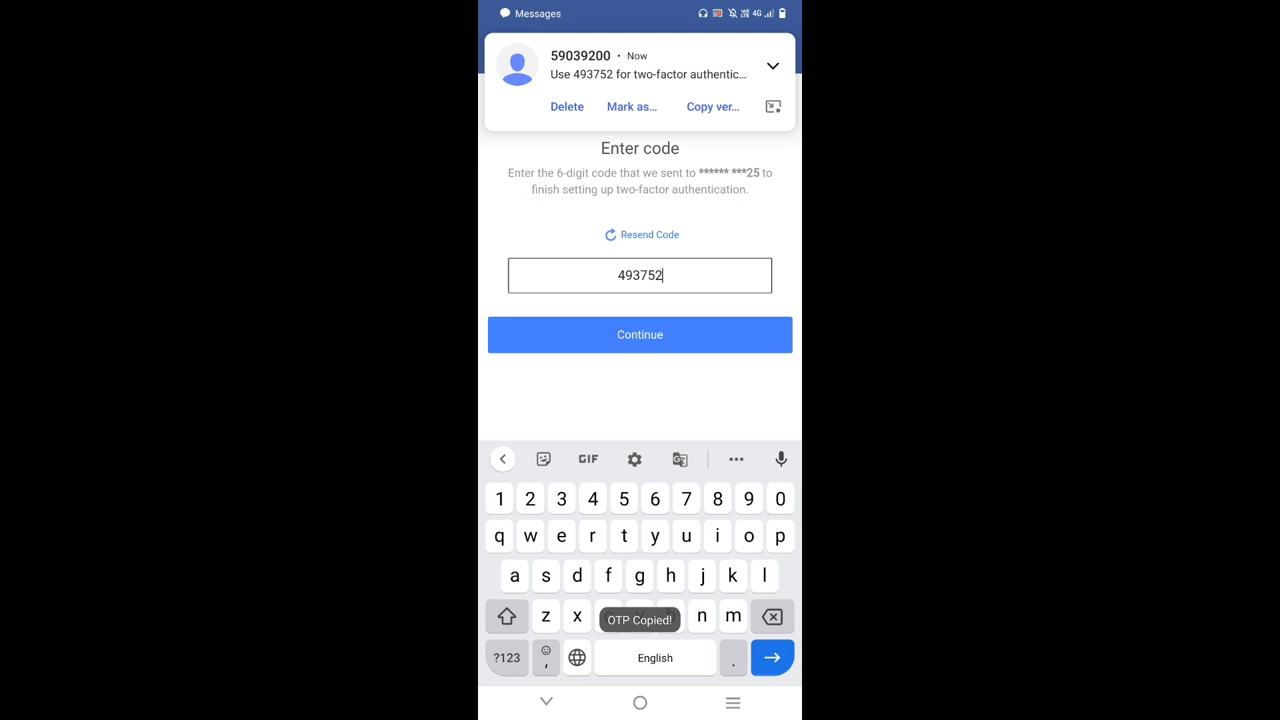 Messages
4G
59039200 • Now
Use 493752 for two-factor authentic...
Delete Mark as... Copy ver...
Enter code
Enter the 6-digit code that we sent to ****** ***25 to
finish setting up two-factor authentication.
Resend Code
493752
Continue
GIF
1 2 3 4 5 6 7 8 9 0
q w e r t y u i o p
a s d f g h j k l
z x n m
OTP Copied!
?123 , English .